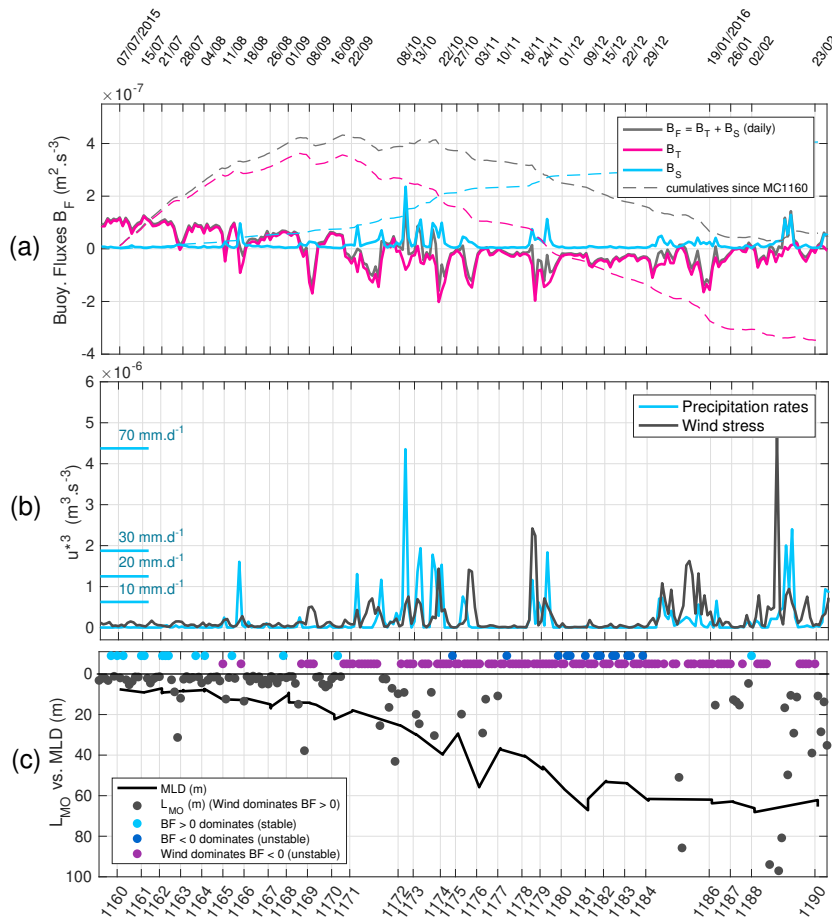 07/07/2015 15/07 21/07 28/07 04/08 11/08 18/08 26/08 01/09 08/09 16/09 22/09 08/10 13/10 22/10 27/10 03/11 10/11 18/11 24/11 01/12 09/12 15/12 22/12 29/12 19/01/2016 26/01 02/02 23/02
×10⁻⁷
(a)
Buoy. Fluxes B_F (m².s⁻³)
4
2
0
-2
-4
B_F = B_T + B_S (daily)
B_T
B_S
cumulatives since MC1160
×10⁻⁶
(b)
u*³ (m³.s⁻³)
6
5
4
3
2
1
0
70 mm.d⁻¹
30 mm.d⁻¹
20 mm.d⁻¹
10 mm.d⁻¹
Precipitation rates
Wind stress
(c)
L_MO vs. MLD (m)
0
20
40
60
80
100
MLD (m)
L_MO (m) (Wind dominates BF > 0)
BF > 0 dominates (stable)
BF < 0 dominates (unstable)
Wind dominates BF < 0 (unstable)
1160 1161 1162 1163 1164 1165 1166 1167 1168 1169 1170 1171 1172 1173 1174 1175 1176 1177 1178 1179 1180 1181 1182 1183 1184 1186 1187 1188 1190